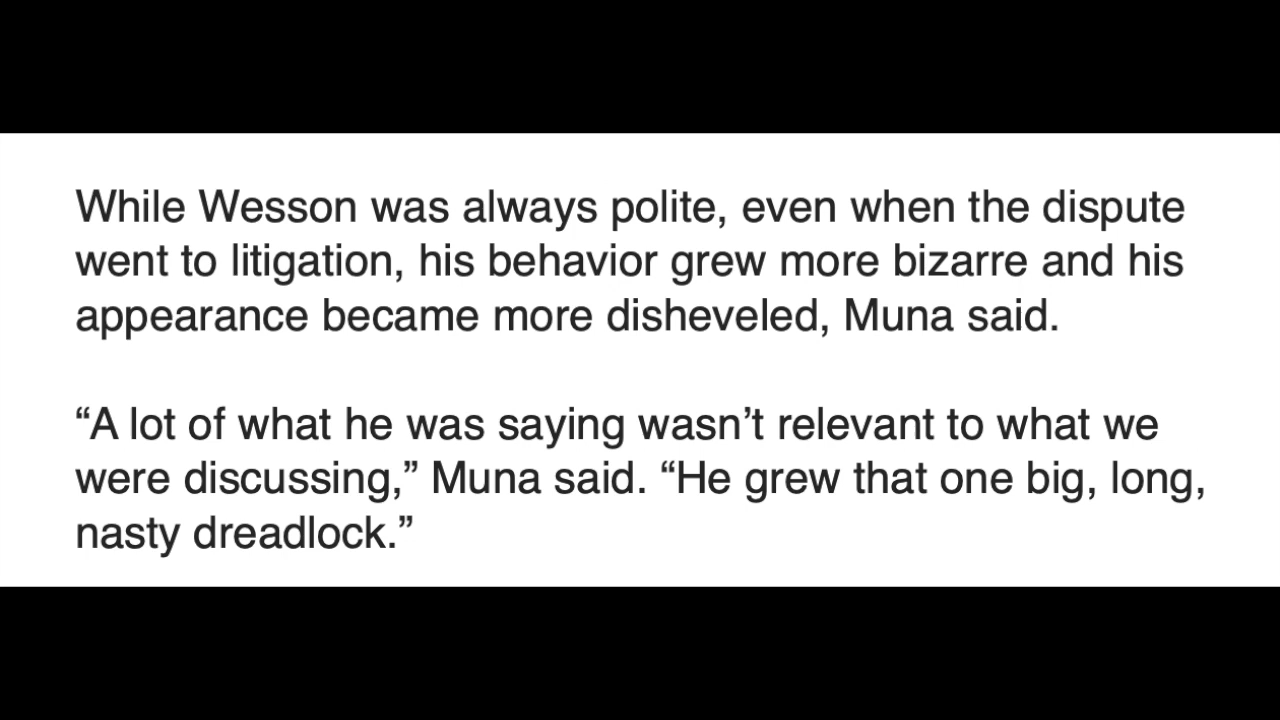 While Wesson was always polite, even when the dispute
went to litigation, his behavior grew more bizarre and his
appearance became more disheveled, Muna said.
“A lot of what he was saying wasn’t relevant to what we
were discussing,” Muna said. “He grew that one big, long,
nasty dreadlock.”